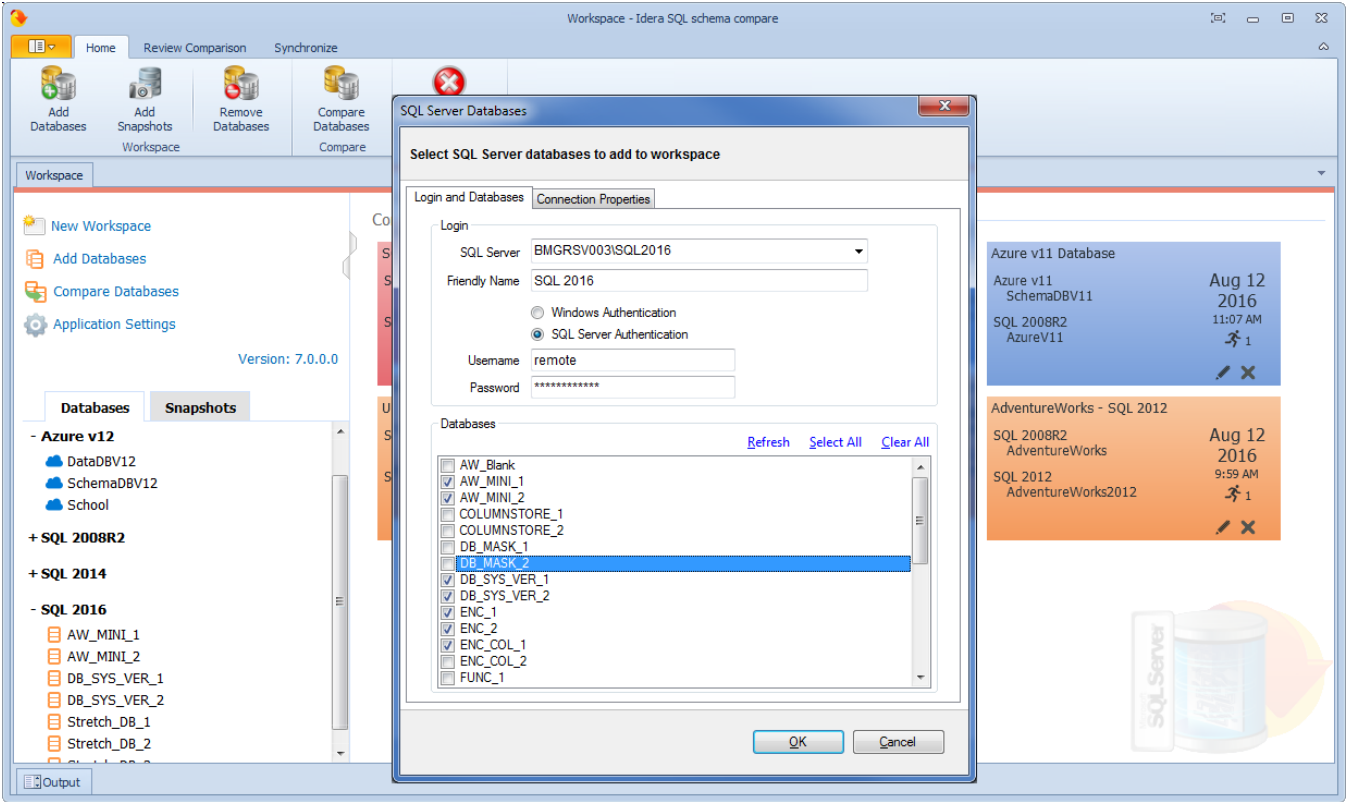 Workspace - Idera SQL schema compare
Home Review Comparison Synchronize
Add Databases
Add Snapshots
Remove Databases
Compare Databases
Workspace Compare
Workspace
New Workspace
Add Databases
Compare Databases
Application Settings
Version: 7.0.0.0
Databases Snapshots
- Azure v12
DataDBV12
SchemaDBV12
School
+ SQL 2008R2
+ SQL 2014
- SQL 2016
AW_MINI_1
AW_MINI_2
DB_SYS_VER_1
DB_SYS_VER_2
Stretch_DB_1
Stretch_DB_2
Output
SQL Server Databases
Select SQL Server databases to add to workspace
Login and Databases Connection Properties
Login
SQL Server BMGRSV003\SQL2016
Friendly Name SQL 2016
Windows Authentication
SQL Server Authentication
Username remote
Password ************
Databases
Refresh Select All Clear All
AW_Blank
AW_MINI_1
AW_MINI_2
COLUMNSTORE_1
COLUMNSTORE_2
DB_MASK_1
DB_MASK_2
DB_SYS_VER_1
DB_SYS_VER_2
ENC_1
ENC_2
ENC_COL_1
ENC_COL_2
FUNC_1
OK Cancel
Azure v11 Database
Azure v11
SchemaDBV11
SQL 2008R2
AzureV11
Aug 12
2016
11:07 AM
1
AdventureWorks - SQL 2012
SQL 2008R2
AdventureWorks
SQL 2012
AdventureWorks2012
Aug 12
2016
9:59 AM
1
SQL Server